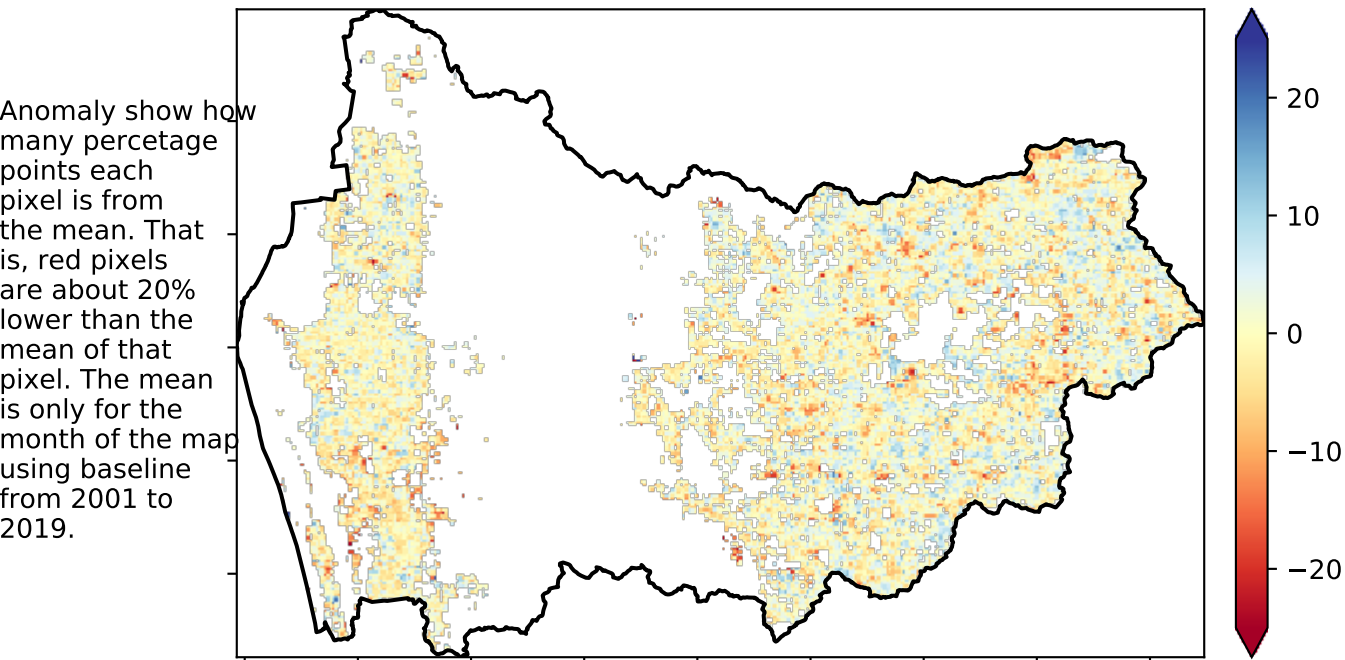 Anomaly show how
many percetage
points each
pixel is from
the mean. That
is, red pixels
are about 20%
lower than the
mean of that
pixel. The mean
is only for the
month of the map
using baseline
from 2001 to
2019.
20
10
0
−10
−20